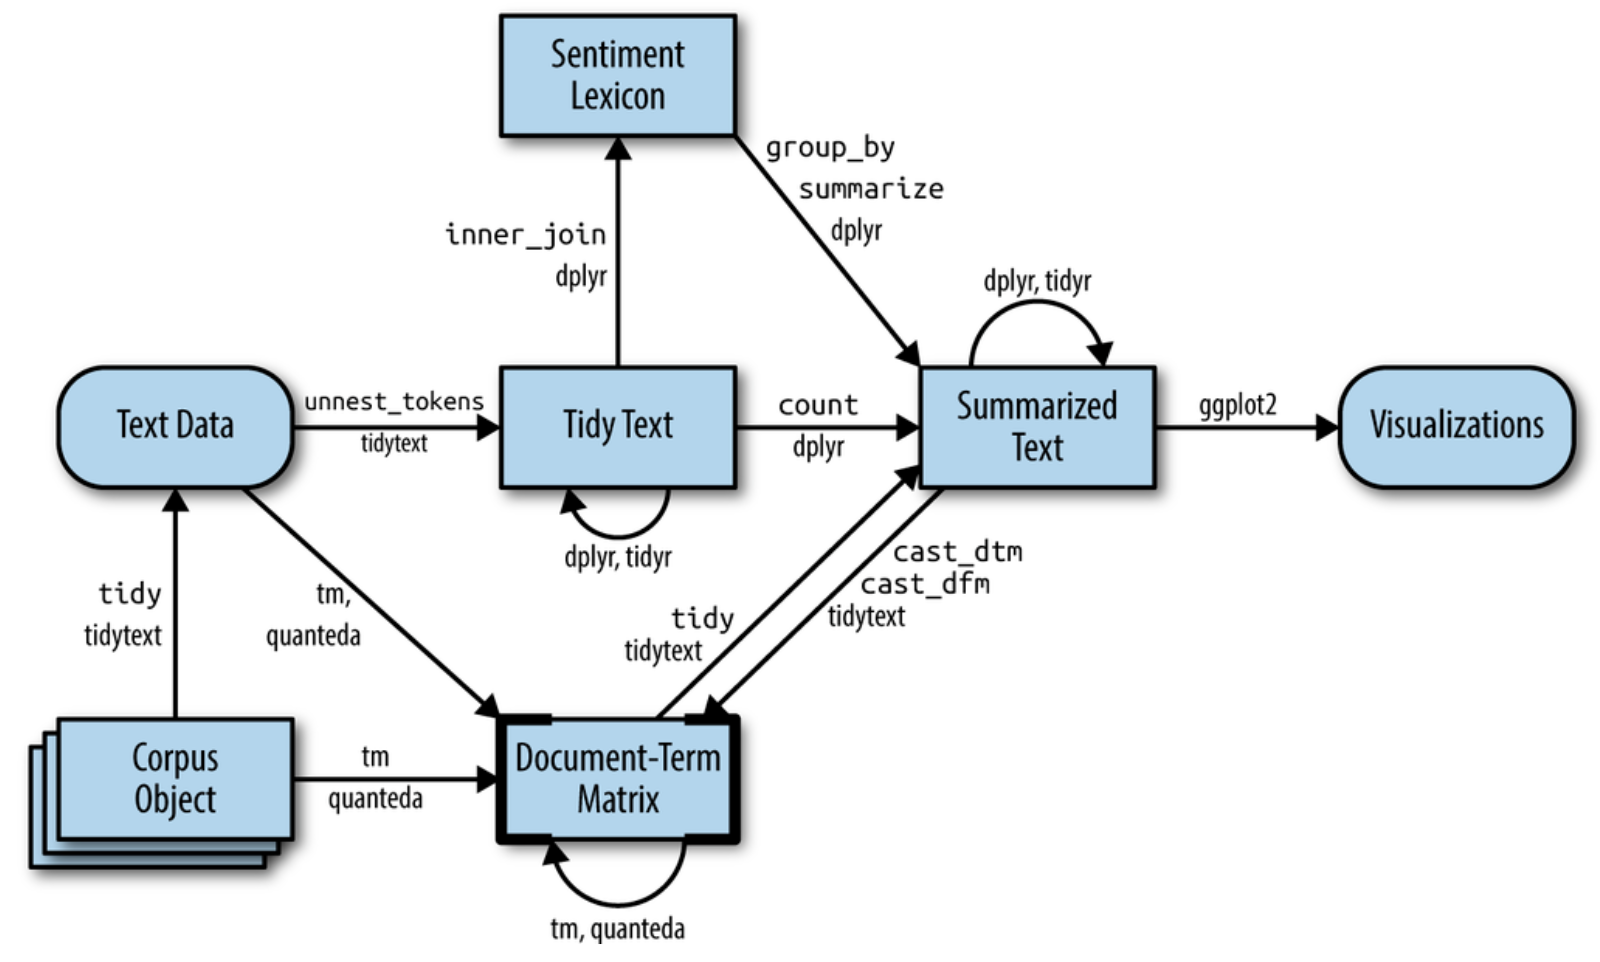 Sentiment
Lexicon
group_by
summarize
dplyr
inner_join
dplyr
dplyr, tidyr
Text Data
unnest_tokens
tidytext
Tidy Text
count
dplyr
Summarized
Text
ggplot2
Visualizations
dplyr, tidyr
cast_dtm
cast_dfm
tidytext
tidy
tidytext
tm,
quanteda
tidy
tidytext
Corpus
Object
tm
quanteda
Document-Term
Matrix
tm, quanteda